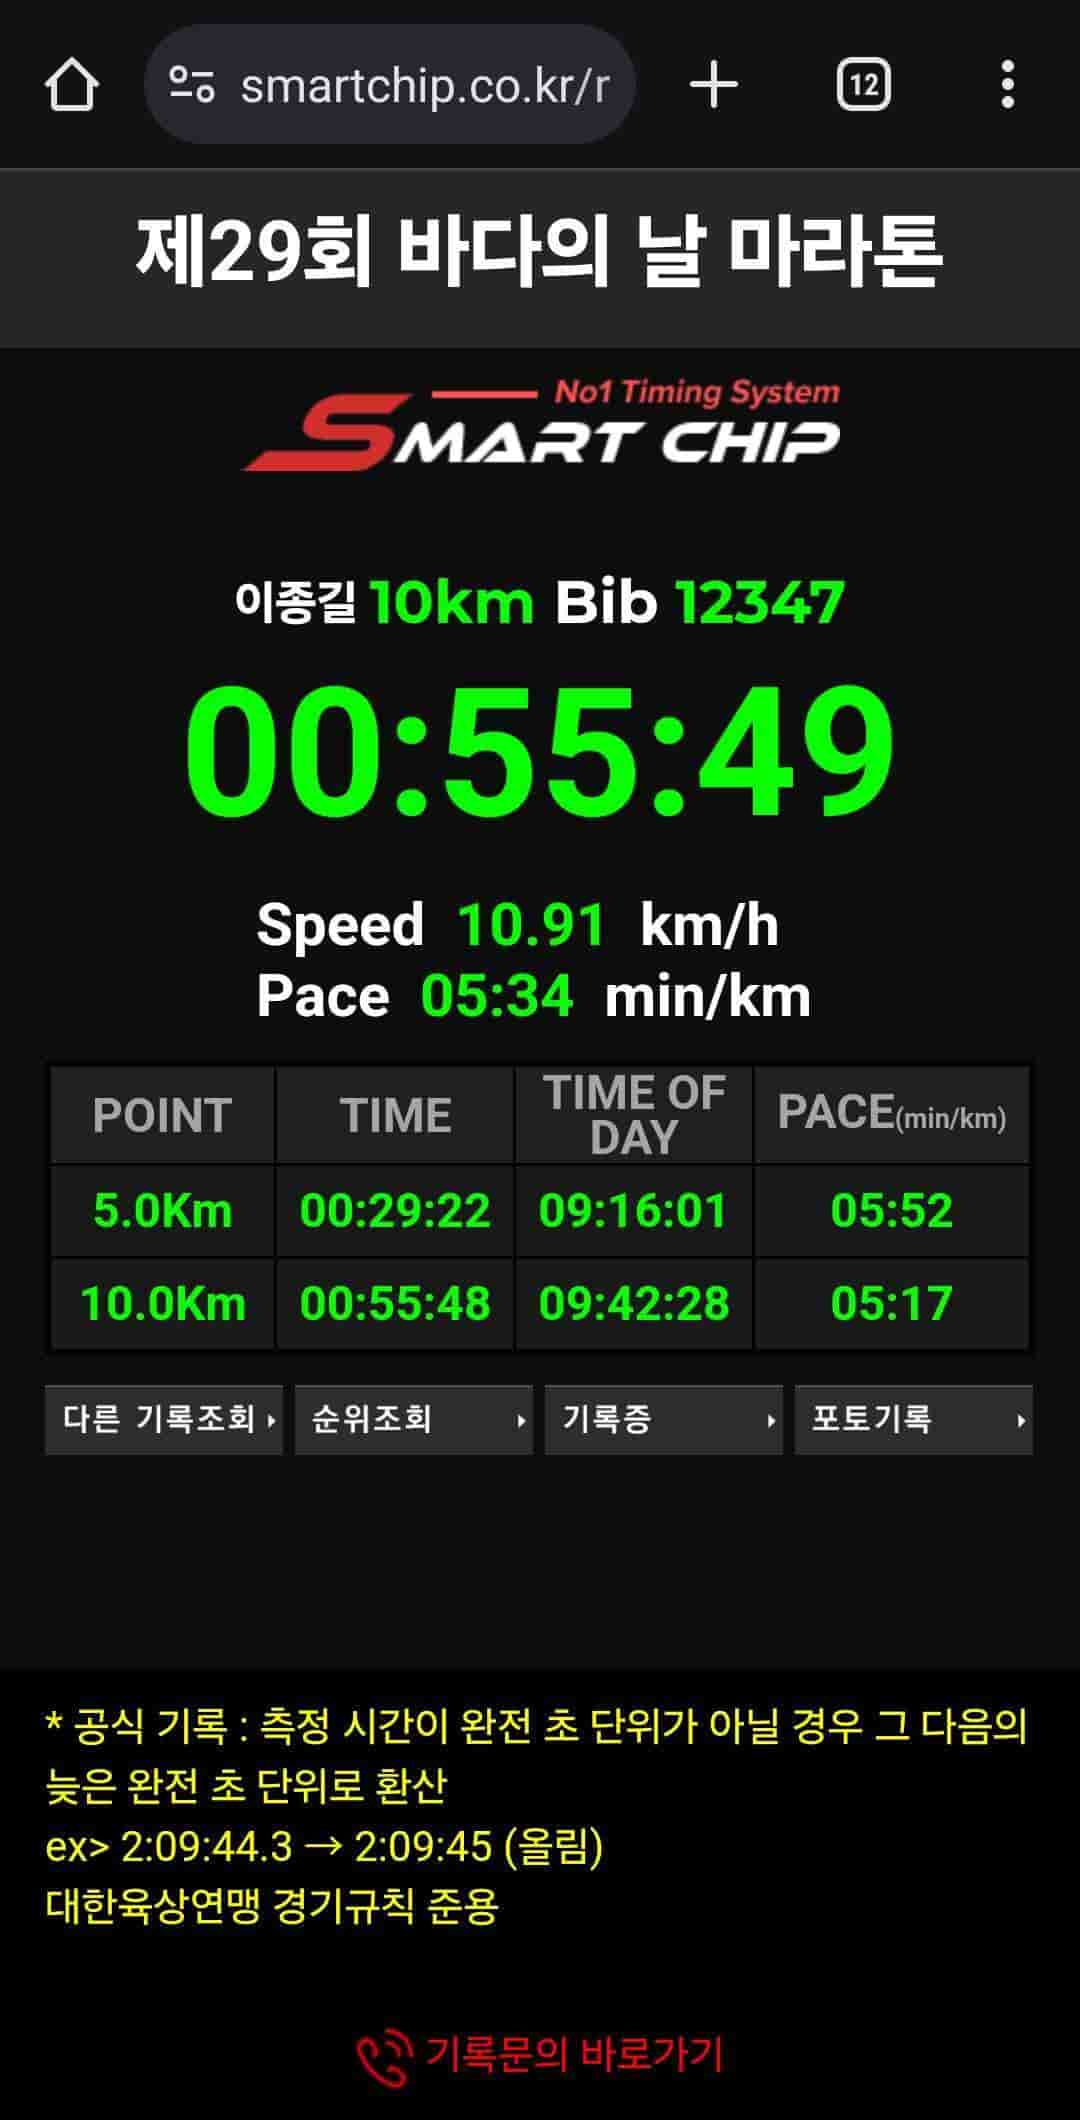 smartchip.co.kr/r
12
제29회 바다의 날 마라톤
No1 Timing System
SMART CHIP
이종길 10km Bib 12347
00:55:49
Speed 10.91 km/h
Pace 05:34 min/km
POINT TIME TIME OF DAY PACE(min/km)
5.0Km 00:29:22 09:16:01 05:52
10.0Km 00:55:48 09:42:28 05:17
다른 기록조회 순위조회 기록증 포토기록
* 공식 기록 : 측정 시간이 완전 초 단위가 아닐 경우 그 다음의
늦은 완전 초 단위로 환산
ex> 2:09:44.3 → 2:09:45 (올림)
대한육상연맹 경기규칙 준용
기록문의 바로가기